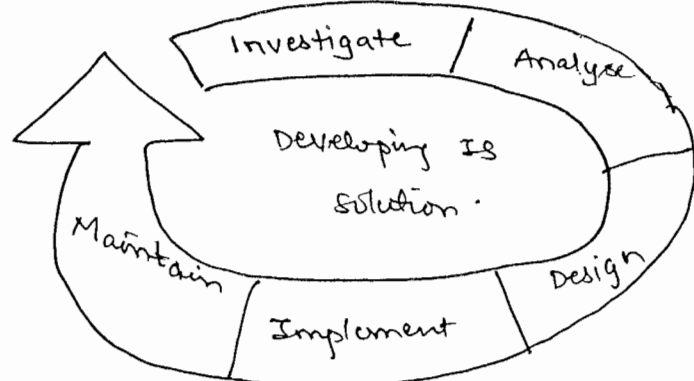 Investigate
Analyse
Developing IS
solution.
Design
Maintain
Implement